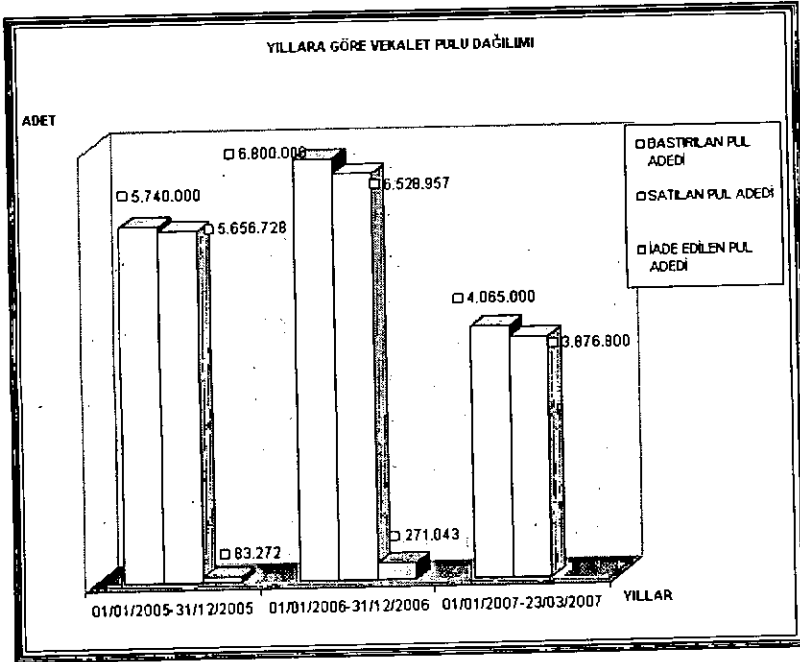 YILLARA GÖRE VEKALET PULU DAĞILIMI
ADET
BASTIRILAN PUL
ADEDİ
SATILAN PUL ADEDİ
İADE EDİLEN PUL
ADEDİ
5.740.000
5.656.728
83.272
6.800.000
6.528.957
271.043
4.065.000
3.876.800
01/01/2005-31/12/2005
01/01/2006-31/12/2006
01/01/2007-23/03/2007
YILLAR